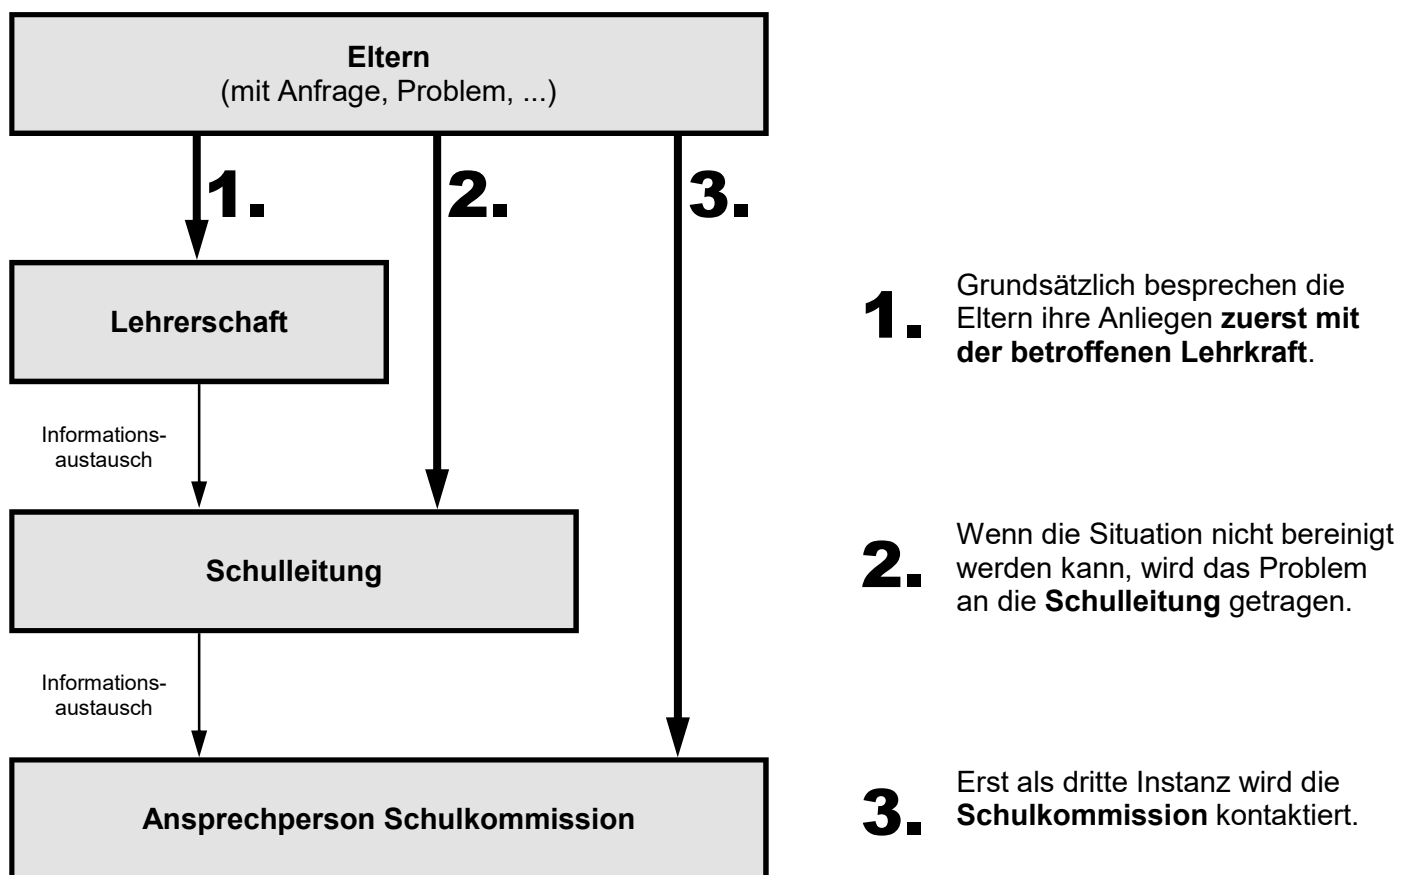 Eltern
(mit Anfrage, Problem, ...)
1.
2.
3.
Lehrerschaft
Informations-
austausch
Schulleitung
Informations-
austausch
Ansprechperson Schulkommission
1.
Grundsätzlich besprechen die
Eltern ihre Anliegen zuerst mit
der betroffenen Lehrkraft.
2.
Wenn die Situation nicht bereinigt
werden kann, wird das Problem
an die Schulleitung getragen.
3.
Erst als dritte Instanz wird die
Schulkommission kontaktiert.